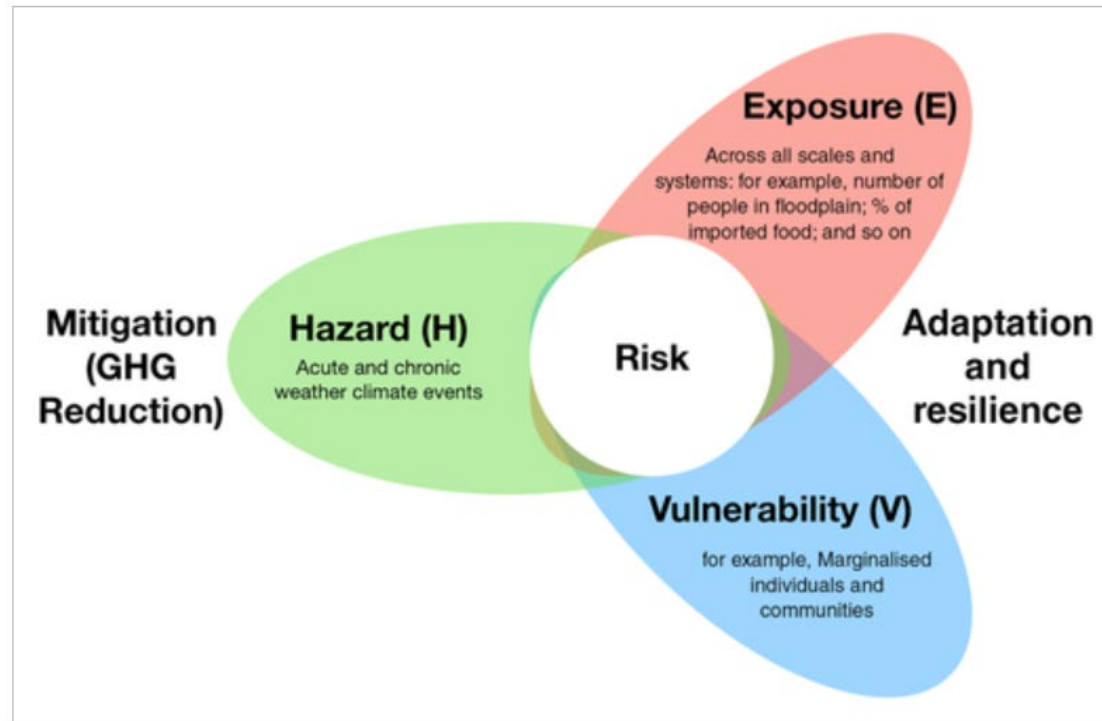 Exposure (E)
Across all scales and
systems: for example, number of
people in floodplain; % of
imported food; and so on
Mitigation
(GHG
Reduction)
Hazard (H)
Acute and chronic
weather climate events
Risk
Adaptation
and
resilience
Vulnerability (V)
for example, Marginalised
individuals and
communities